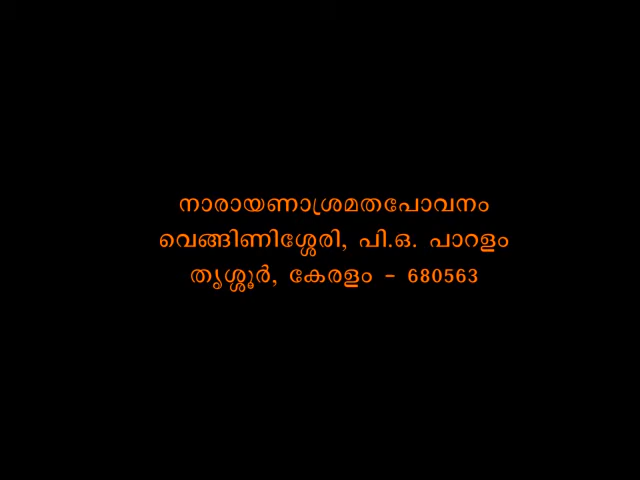 നാരായണാശ്രമതപോവനം
വെങ്ങിണിശ്ശേരി, പി.ഒ. പാറളം
തൃശ്ശൂർ, കേരളം - 680563